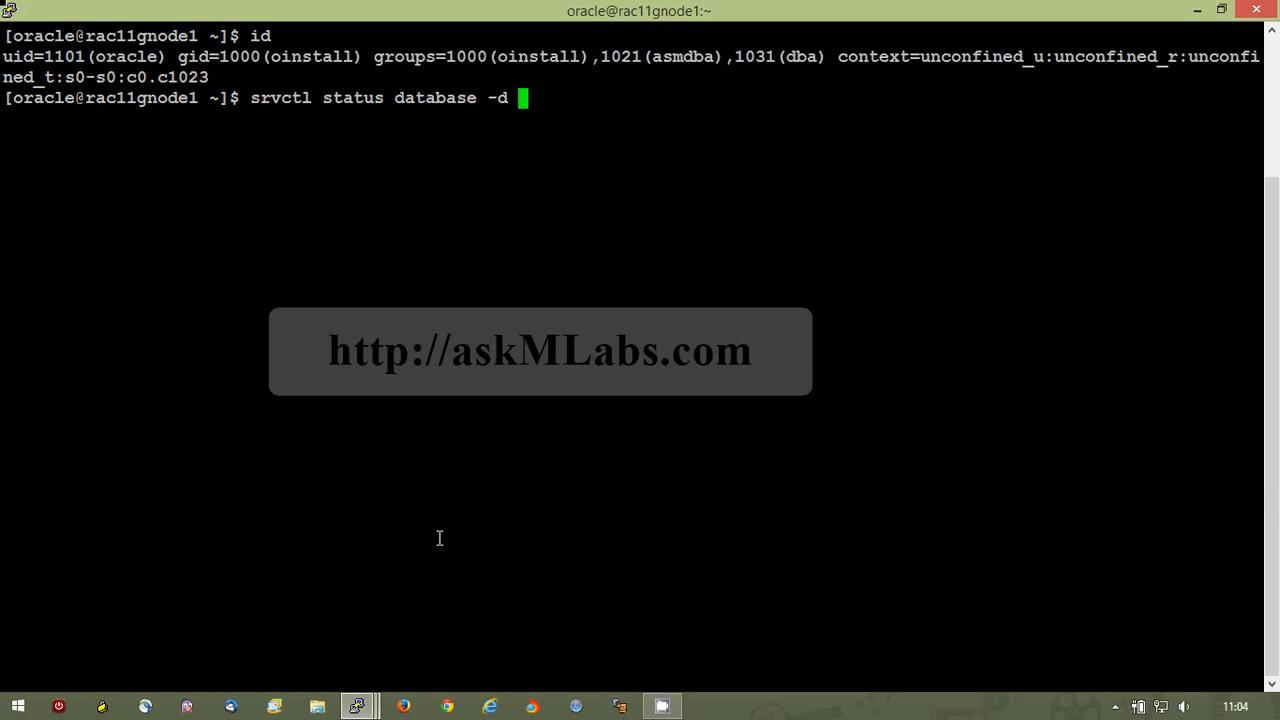 oracle@rac11gnode1:~
[oracle@rac11gnode1 ~]$ id
uid=1101(oracle) gid=1000(oinstall) groups=1000(oinstall),1021(asmdba),1031(dba) context=unconfined_u:unconfined_r:unconfi
ned_t:s0-s0:c0.c1023
[oracle@rac11gnode1 ~]$ srvctl status database -d
http://askMLabs.com
11:04